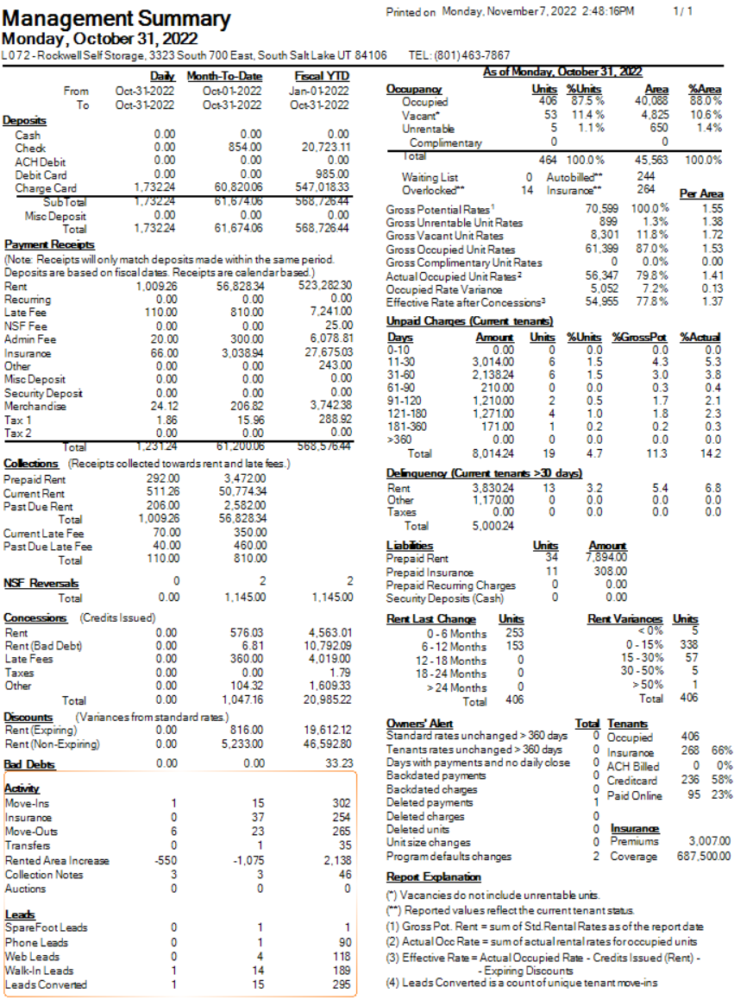 Management Summary
Printed on Monday, November 7, 2022 2:48:16PM 1 / 1
Monday, October 31, 2022
L072 - Rockwell Self Storage, 3323 South 700 East, South Salt Lake UT 84106 TEL: (801) 463-7867
Daily Month-To-Date Fiscal YTD
From Oct-31-2022 Oct-01-2022 Jan-01-2022
To Oct-31-2022 Oct-31-2022 Oct-31-2022
Deposits
Cash 0.00 0.00 0.00
Check 0.00 854.00 20,723.11
ACH Debit 0.00 0.00 0.00
Debit Card 0.00 0.00 985.00
Charge Card 1,732.24 60,820.06 547,018.33
SubTotal 1,732.24 61,674.06 568,726.44
Misc Deposit 0.00 0.00 0.00
Total 1,732.24 61,674.06 568,726.44
Payment Receipts
(Note: Receipts will only match deposits made within the same period.
Deposits are based on fiscal dates. Receipts are calendar based.)
Rent 1,009.26 56,828.34 523,282.30
Recurring 0.00 0.00 0.00
Late Fee 110.00 810.00 7,241.00
NSF Fee 0.00 0.00 25.00
Admin Fee 20.00 300.00 6,078.81
Insurance 66.00 3,038.94 27,675.03
Other 0.00 0.00 243.00
Misc Deposit 0.00 0.00 0.00
Security Deposit 0.00 0.00 0.00
Merchandise 24.12 206.82 3,742.38
Tax 1 1.86 15.96 288.92
Tax 2 0.00 0.00 0.00
Total 1,231.24 61,200.06 568,576.44
Collections (Receipts collected towards rent and late fees.)
Prepaid Rent 292.00 3,472.00
Current Rent 511.26 50,774.34
Past Due Rent 206.00 2,582.00
Total 1,009.26 56,828.34
Current Late Fee 70.00 350.00
Past Due Late Fee 40.00 460.00
Total 110.00 810.00
NSF Reversals 0 2 2
Total 0.00 1,145.00 1,145.00
Concessions (Credits Issued)
Rent 0.00 576.03 4,563.01
Rent (Bad Debt) 0.00 6.81 10,792.09
Late Fees 0.00 360.00 4,019.00
Taxes 0.00 0.00 1.79
Other 0.00 104.32 1,609.33
Total 0.00 1,047.16 20,985.22
Discounts (Variances from standard rates.)
Rent (Expiring) 0.00 816.00 19,612.12
Rent (Non-Expiring) 0.00 5,233.00 46,592.80
Bad Debts 0.00 0.00 33.23
Activity
Move-Ins 1 15 302
Insurance 0 37 254
Move-Outs 6 23 265
Transfers 0 1 35
Rented Area Increase -550 -1,075 2,138
Collection Notes 3 3 46
Auctions 0 0 0
Leads
SpareFoot Leads 0 1 1
Phone Leads 0 1 90
Web Leads 0 4 118
Walk-In Leads 1 14 189
Leads Converted 1 15 295
As of Monday, October 31, 2022
Occupancy Units %Units Area %Area
Occupied 406 87.5 % 40,088 88.0%
Vacant* 53 11.4 % 4,825 10.6%
Unrentable 5 1.1% 650 1.4%
Complimentary 0 0
Total 464 100.0% 45,563 100.0%
Waiting List 0 Autobilled** 244
Overlocked** 14 Insurance** 264
Per Area
Gross Potential Rates¹ 70,599 100.0% 1.55
Gross Unrentable Unit Rates 899 1.3% 1.38
Gross Vacant Unit Rates 8,301 11.8% 1.72
Gross Occupied Unit Rates 61,399 87.0% 1.53
Gross Complimentary Unit Rates 0 0.0% 0.00
Actual Occupied Unit Rates² 56,347 79.8% 1.41
Occupied Rate Variance 5,052 7.2% 0.13
Effective Rate after Concessions³ 54,955 77.8% 1.37
Unpaid Charges (Current tenants)
Days Amount Units %Units %GrossPot %Actual
0-10 0.00 0 0.0 0.0 0.0
11-30 3,014.00 6 1.5 4.3 5.3
31-60 2,138.24 6 1.5 3.0 3.8
61-90 210.00 0 0.0 0.3 0.4
91-120 1,210.00 2 0.5 1.7 2.1
121-180 1,271.00 4 1.0 1.8 2.3
181-360 171.00 1 0.2 0.2 0.3
>360 0.00 0 0.0 0.0 0.0
Total 8,014.24 19 4.7 11.3 14.2
Delinquency (Current tenants >30 days)
Rent 3,830.24 13 3.2 5.4 6.8
Other 1,170.00 0 0.0 0.0 0.0
Taxes 0.00 0 0.0 0.0 0.0
Total 5,000.24
Liabilities Units Amount
Prepaid Rent 34 7,894.00
Prepaid Insurance 11 308.00
Prepaid Recurring Charges 0 0.00
Security Deposits (Cash) 0 0.00
Rent Last Change Units Rent Variances Units
0 - 6 Months 253 < 0% 5
6 - 12 Months 153 0 - 15% 338
12 - 18 Months 0 15 - 30% 57
18 - 24 Months 0 30 - 50% 5
> 24 Months 0 > 50% 1
Total 406 Total 406
Owners' Alert Total Tenants
Standard rates unchanged > 360 days 0 Occupied 406
Tenants rates unchanged > 360 days 0 Insurance 268 66%
Days with payments and no daily close 0 ACH Billed 0 0%
Backdated payments 0 Creditcard 236 58%
Backdated charges 0 Paid Online 95 23%
Deleted payments 1
Deleted charges 0
Deleted units 0 Insurance
Unit size changes 0 Premiums 3,007.00
Program defaults changes 2 Coverage 687,500.00
Report Explanation
(*) Vacancies do not include unrentable units.
(**) Reported values reflect the current tenant status.
(1) Gross Pot. Rent = sum of Std.Rental Rates as of the report date
(2) Actual Occ Rate = sum of actual rental rates for occupied units
(3) Effective Rate = Actual Occupied Rate - Credits Issued (Rent) -
- Expiring Discounts
(4) Leads Converted is a count of unique tenant move-ins